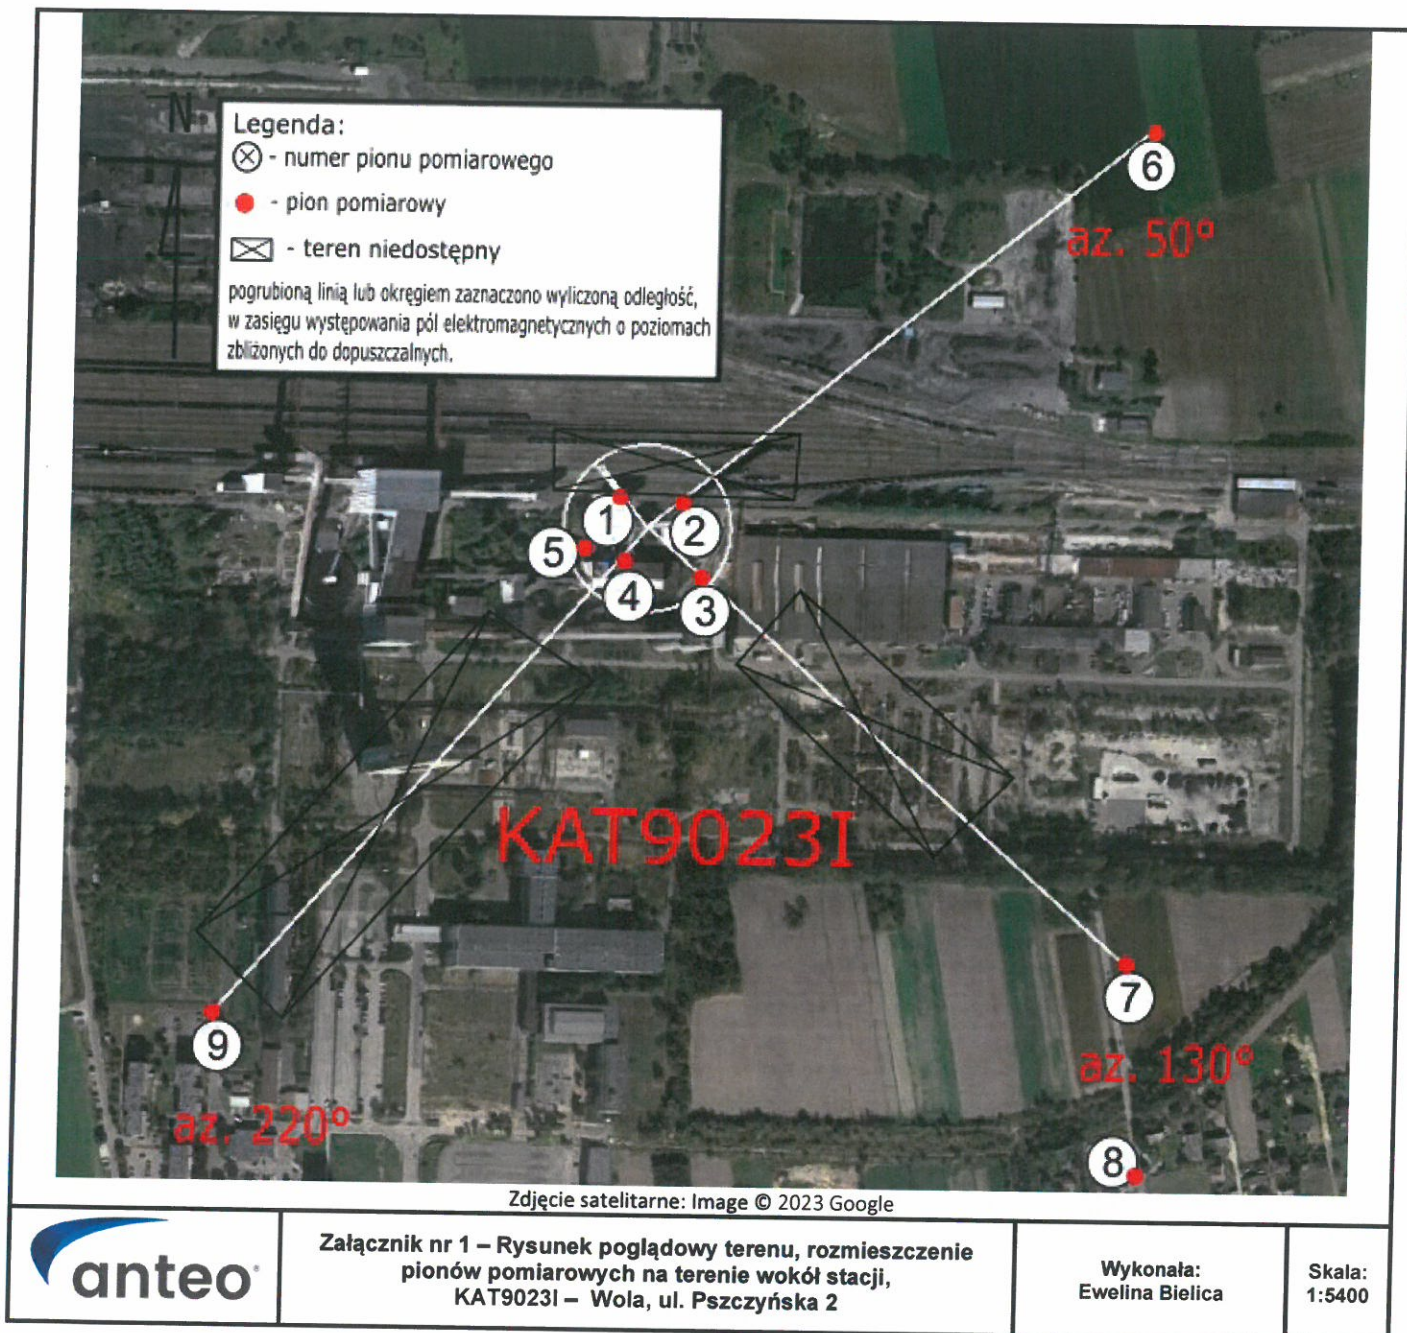 N
Legenda:
- numer pionu pomiarowego
- pion pomiarowy
- teren niedostępny
pogrubioną linią lub okręgiem zaznaczono wyliczoną odległość,
w zasięgu występowania pól elektromagnetycznych o poziomach
zbliżonych do dopuszczalnych.
6
az. 50º
1
2
5
4
3
KAT9023I
7
9
az. 130º
az. 220º
8
Zdjęcie satelitarne: Image © 2023 Google
anteo
Załącznik nr 1 – Rysunek poglądowy terenu, rozmieszczenie
pionów pomiarowych na terenie wokół stacji,
KAT9023I – Wola, ul. Pszczyńska 2
Wykonała:
Ewelina Bielica
Skala:
1:5400